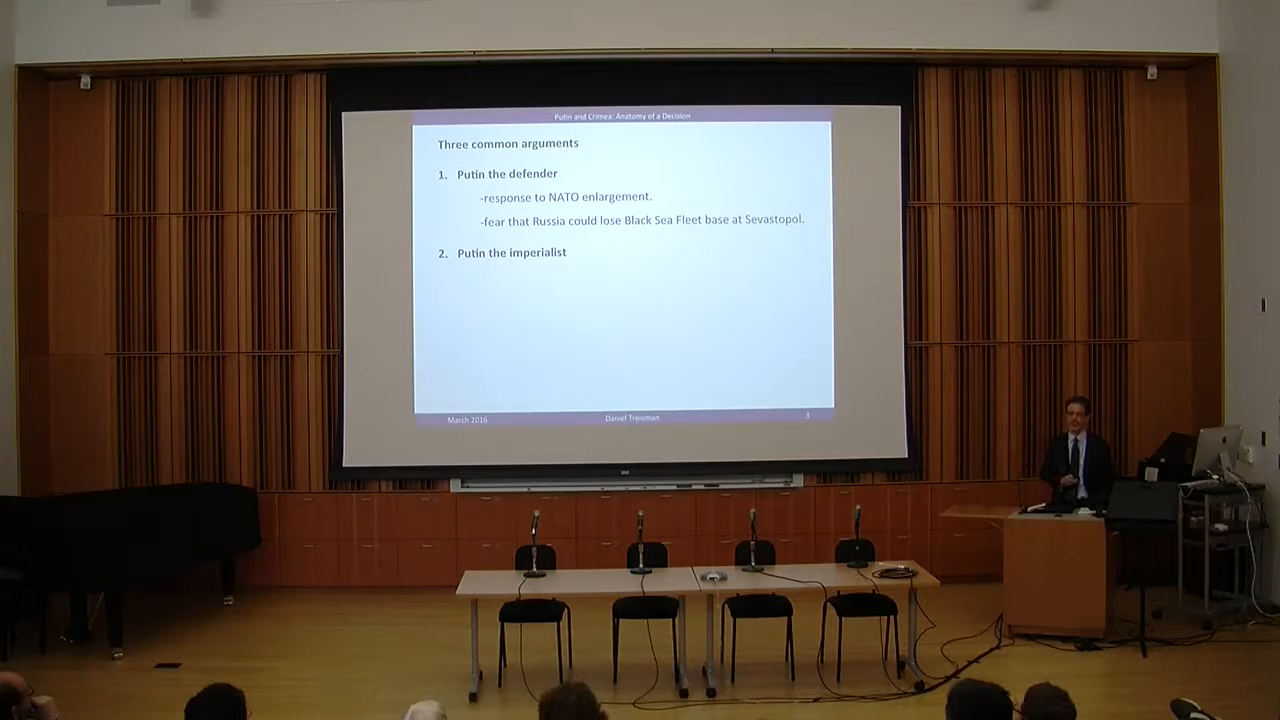 Putin and Crimea: Anatomy of a Decision
Three common arguments
1. Putin the defender
-response to NATO enlargement.
-fear that Russia could lose Black Sea Fleet base at Sevastopol.
2. Putin the imperialist
March 2016 Daniel Treisman 3